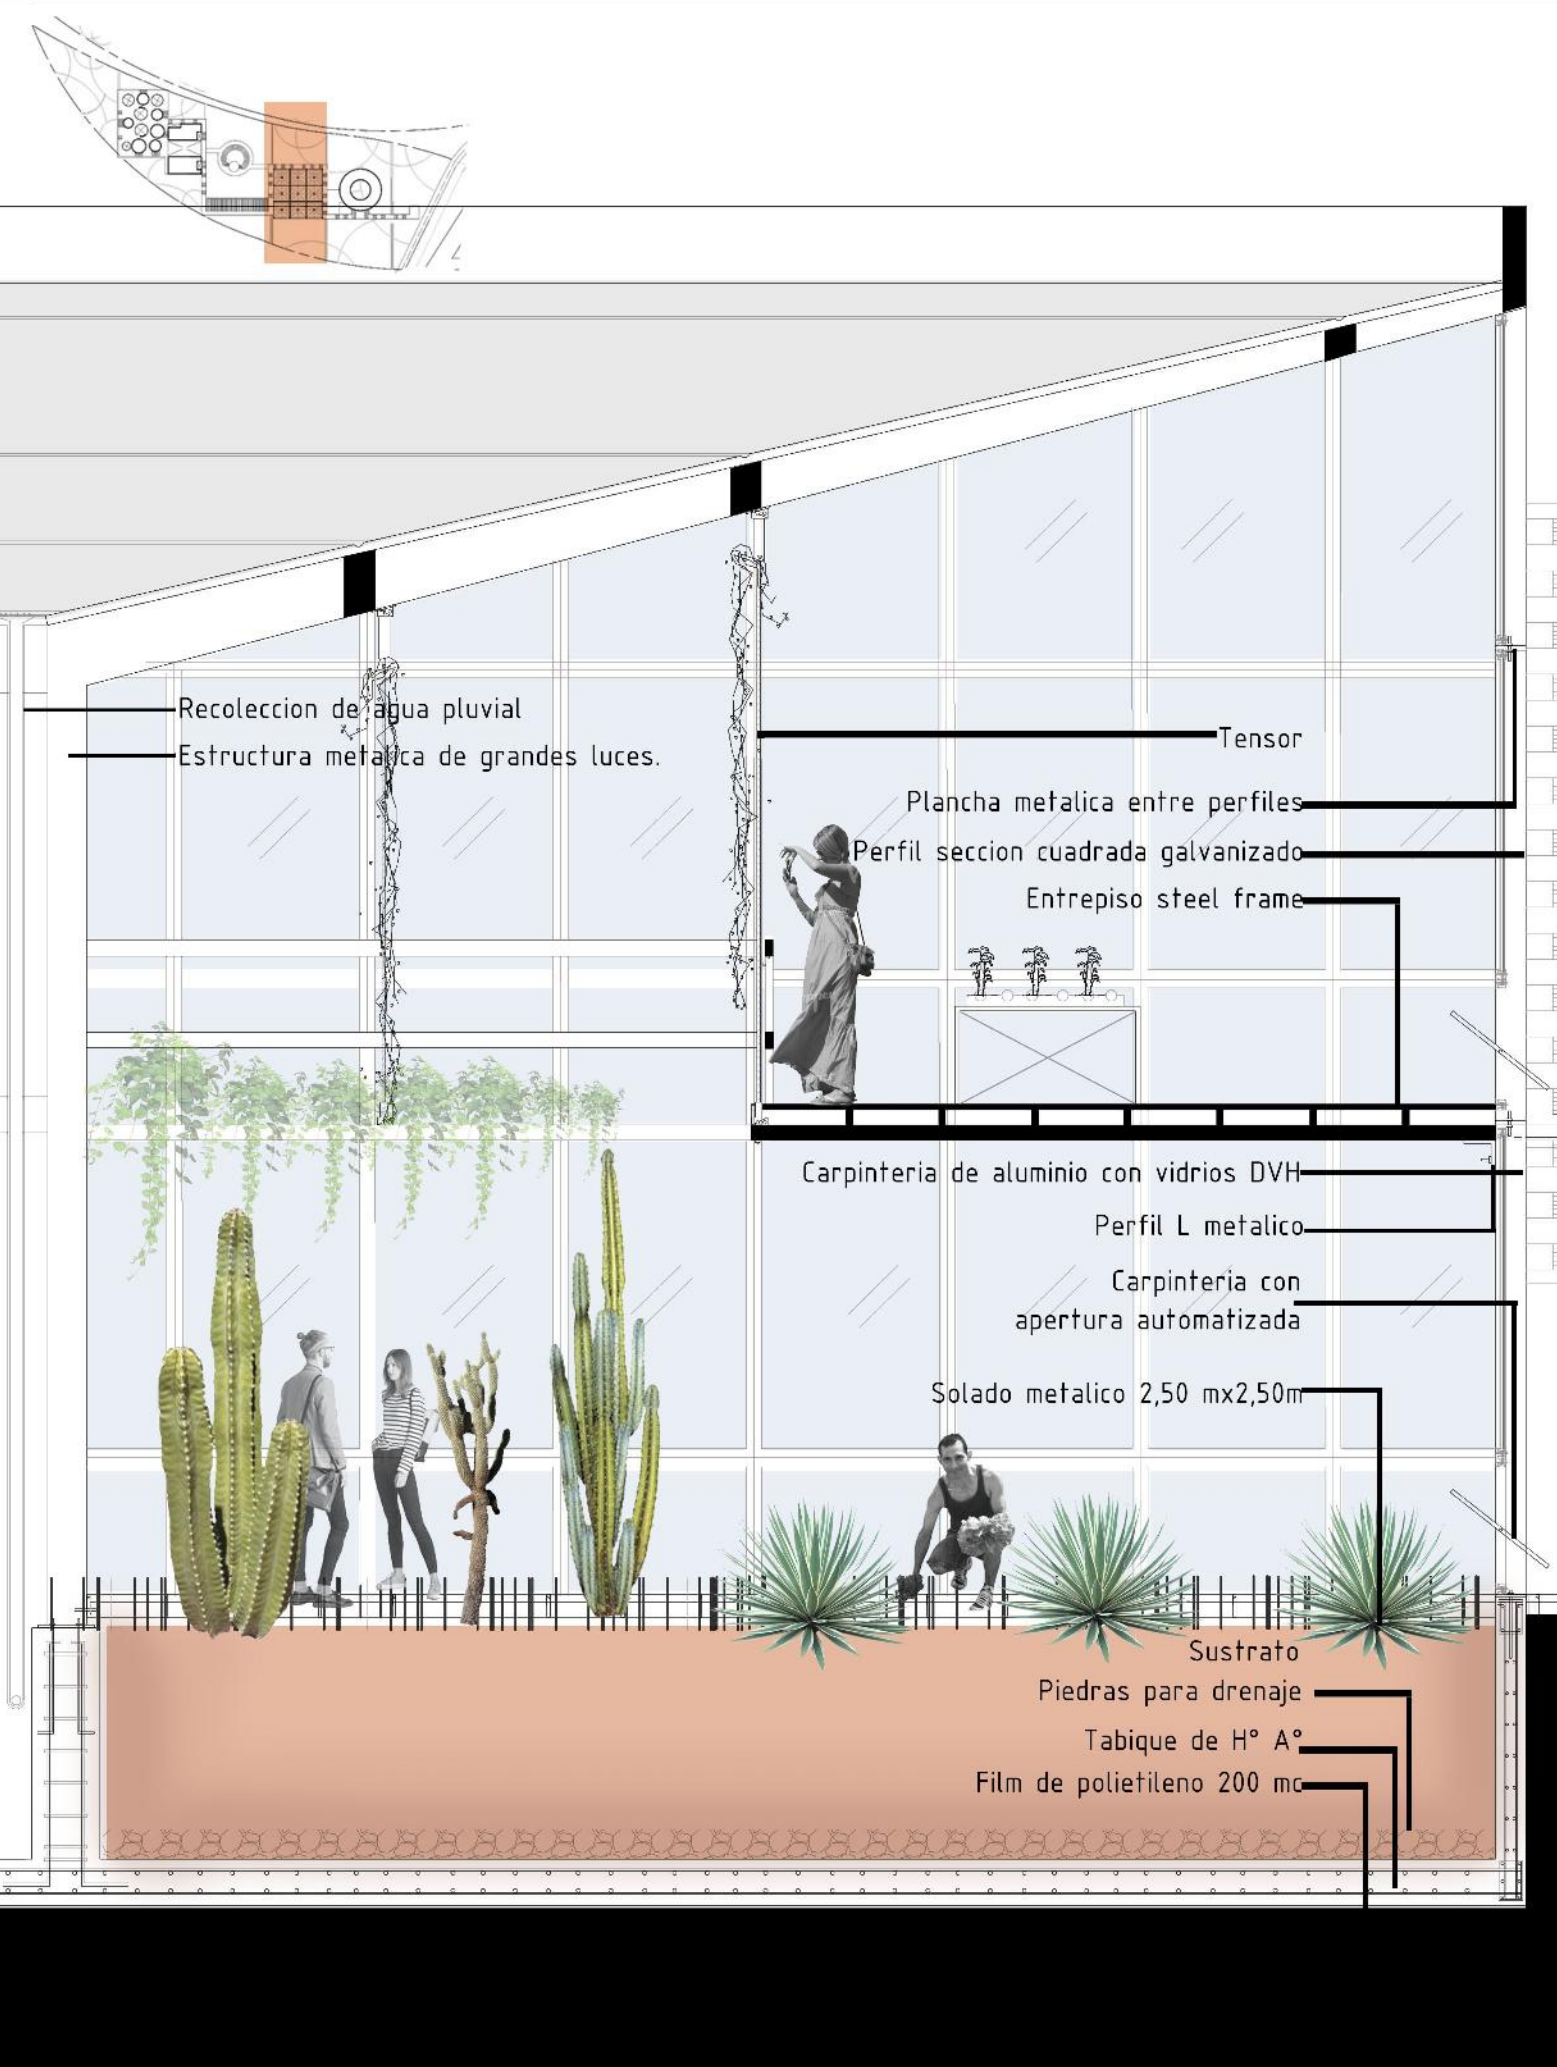 Recoleccion de agua pluvial
Estructura metalica de grandes luces.
Tensor
Plancha metalica entre perfiles
Perfil seccion cuadrada galvanizado
Entrepiso steel frame
Carpinteria de aluminio con vidrios DVH
Perfil L metalico
Carpinteria con
apertura automatizada
Solado metalico 2,50 mx2,50m
Sustrato
Piedras para drenaje
Tabique de H° A°
Film de polietileno 200 mc